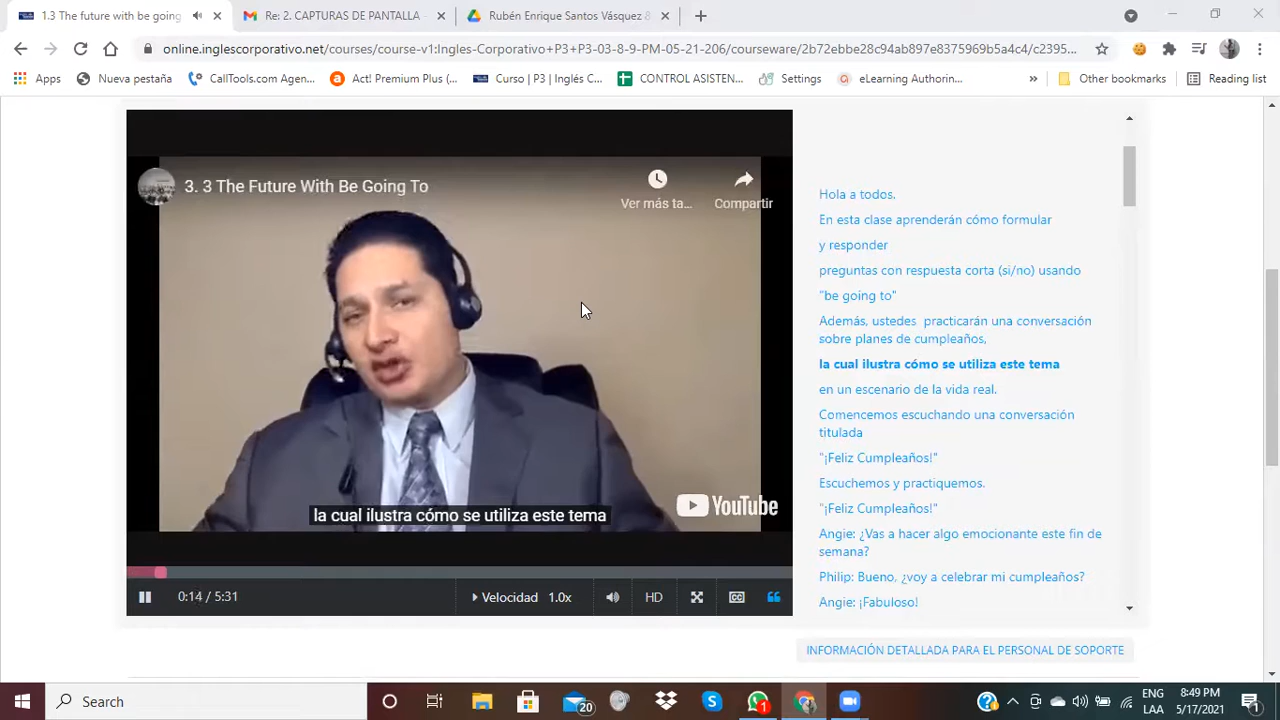 1.3 The future with be going
Re: 2. CAPTURAS DE PANTALLA -
Rubén Enrique Santos Vásquez 8
online.inglescorporativo.net/courses/course-v1:Ingles-Corporativo+P3+P3-03-8-9-PM-05-21-206/courseware/2b72ebbe28c94ab897e8375969b5a4c4/c2395...
Apps
Nueva pestaña
CallTools.com Agen...
Act! Premium Plus (...
Curso | P3 | Inglés C...
CONTROL ASISTEN...
Settings
eLearning Authorin...
»
Other bookmarks
Reading list
3. 3 The Future With Be Going To
Ver más ta...
Compartir
la cual ilustra cómo se utiliza este tema
YouTube
0:14 / 5:31
Velocidad 1.0x
HD
CC
Hola a todos.
En esta clase aprenderán cómo formular
y responder
preguntas con respuesta corta (si/no) usando
"be going to"
Además, ustedes practicarán una conversación
sobre planes de cumpleaños,
la cual ilustra cómo se utiliza este tema
en un escenario de la vida real.
Comencemos escuchando una conversación
titulada
"¡Feliz Cumpleaños!"
Escuchemos y practiquemos.
"¡Feliz Cumpleaños!"
Angie: ¿Vas a hacer algo emocionante este fin de
semana?
Philip: Bueno, ¿voy a celebrar mi cumpleaños?
Angie: ¡Fabuloso!
INFORMACIÓN DETALLADA PARA EL PERSONAL DE SOPORTE
Search
20
1
ENG
LAA
8:49 PM
5/17/2021
1